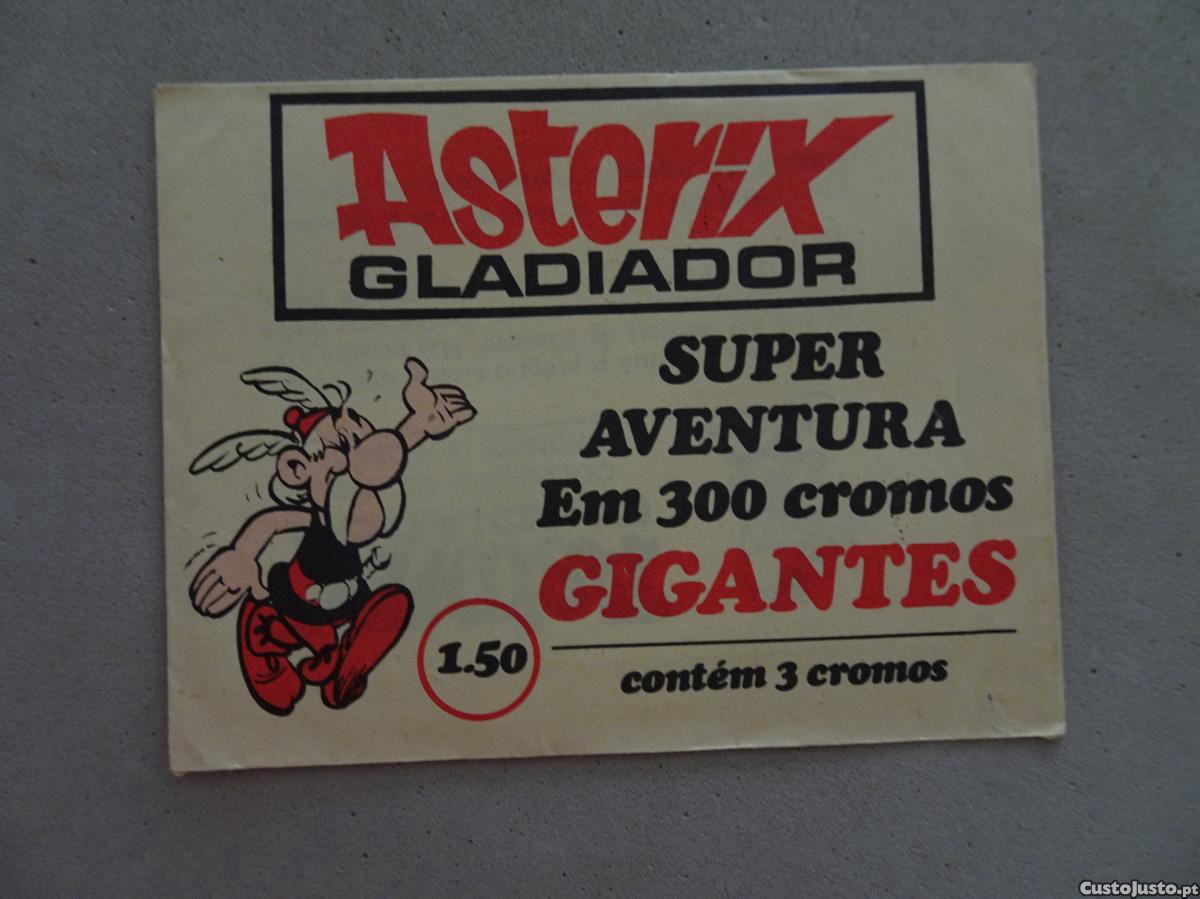 Asterix
GLADIADOR
SUPER
AVENTURA
Em 300 cromos
GIGANTES
1.50
contém 3 cromos
CustoJusto.pt